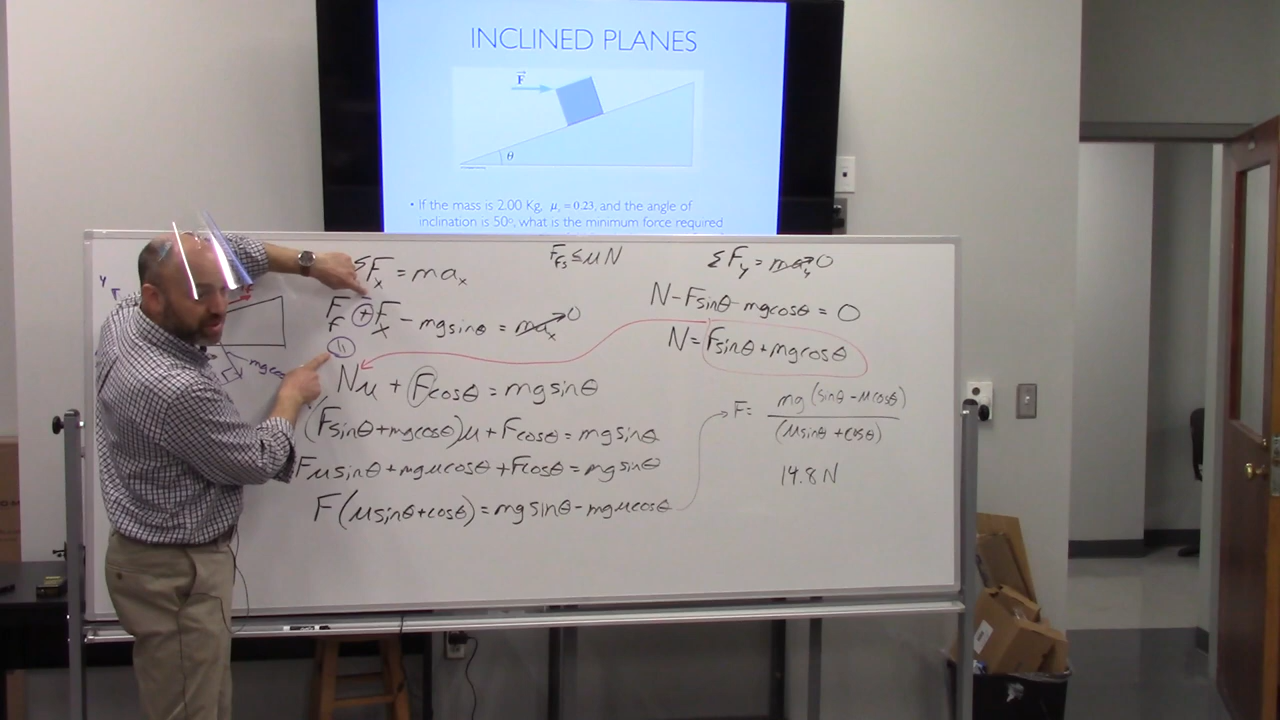 INCLINED PLANES
F
θ
• If the mass is 2.00 Kg, μs = 0.23, and the angle of
inclination is 50°, what is the minimum force required
y
mgcos
ΣFx = max
Ff + Fx − mgsinθ = max 0
Nμ + Fcosθ = mgsinθ
(Fsinθ+mgcosθ)μ + Fcosθ = mgsinθ
Fμsinθ+mgμcosθ +Fcosθ = mgsinθ
F(μsinθ+cosθ) = mgsinθ − mgμcosθ
Ffs ≤ μN
ΣFy = may 0
N − Fsinθ − mgcosθ = 0
N = Fsinθ + mgcosθ
F = mg (sinθ − μcosθ)
(μsinθ + cosθ)
14.8 N